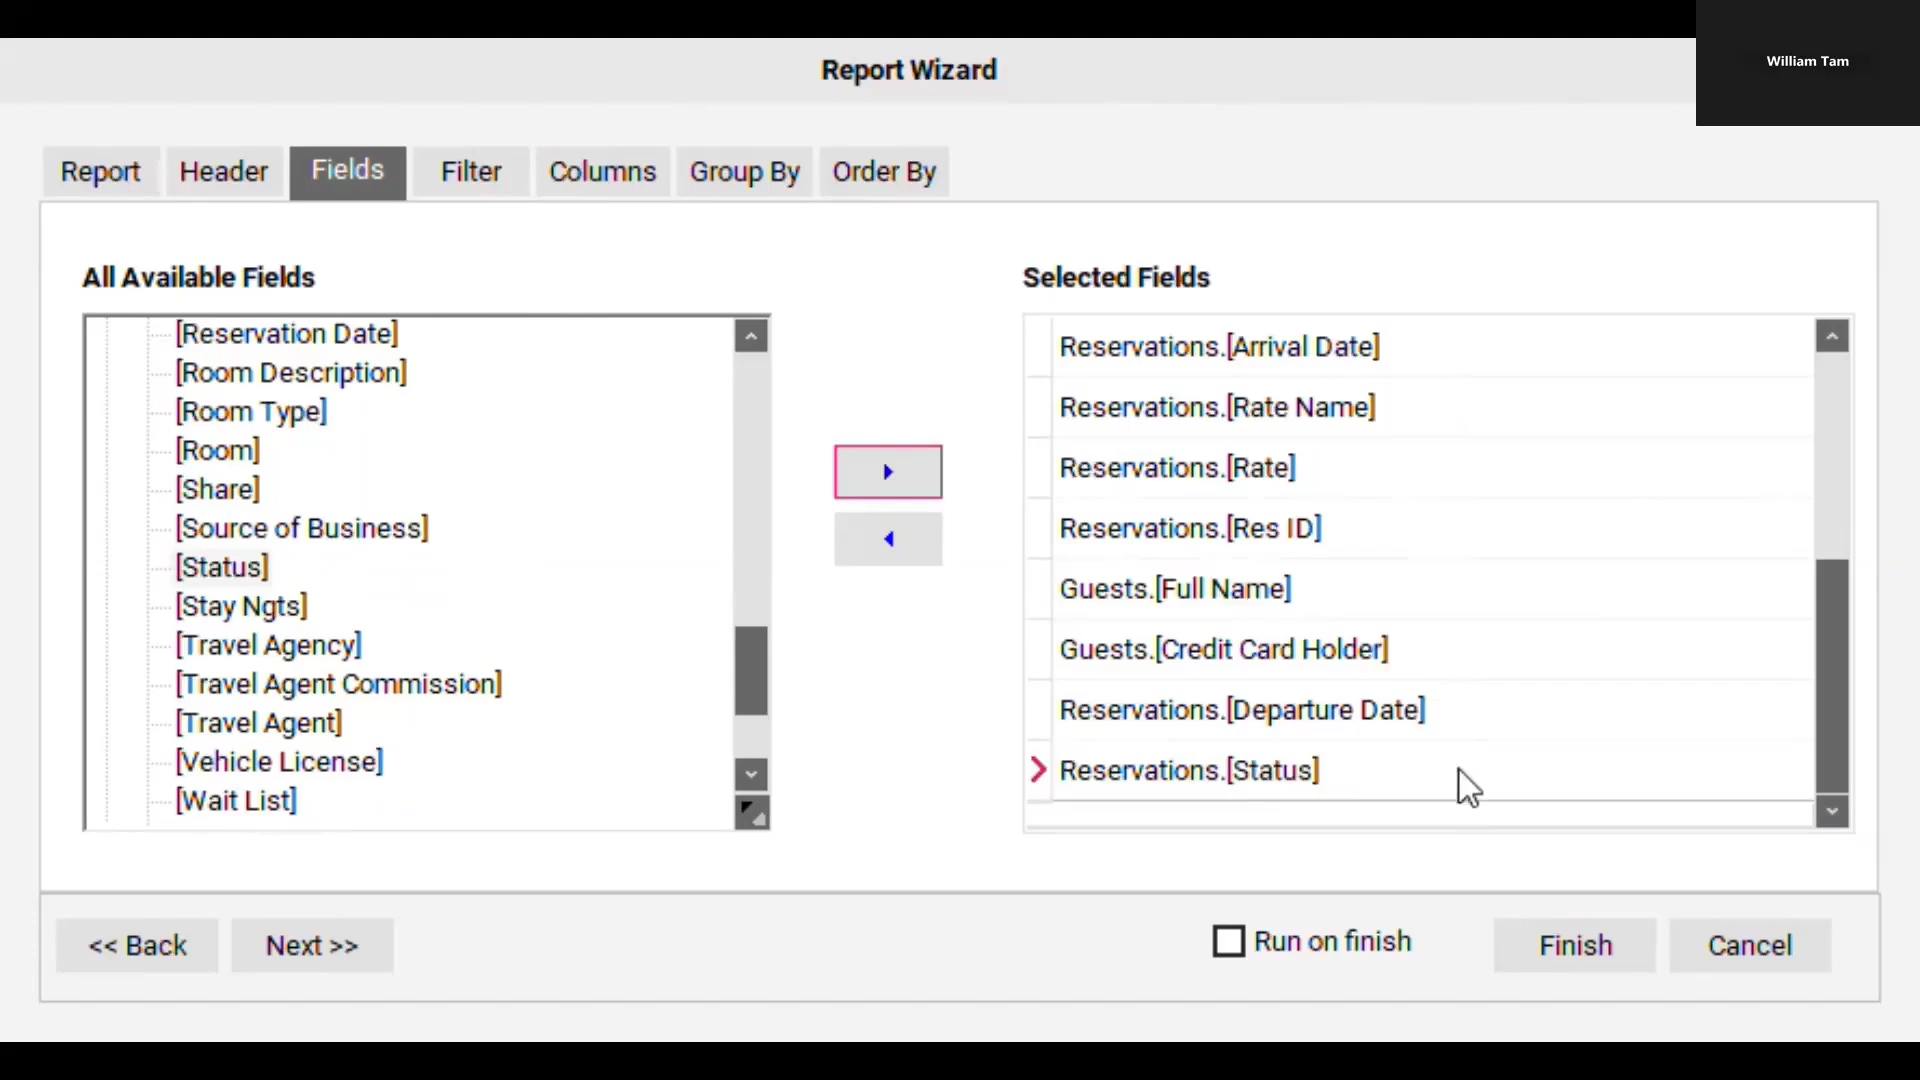 William Tam
Report Wizard
Report Header Fields Filter Columns Group By Order By
All Available Fields
[Reservation Date]
[Room Description]
[Room Type]
[Room]
[Share]
[Source of Business]
[Status]
[Stay Ngts]
[Travel Agency]
[Travel Agent Commission]
[Travel Agent]
[Vehicle License]
[Wait List]
Selected Fields
Reservations.[Arrival Date]
Reservations.[Rate Name]
Reservations.[Rate]
Reservations.[Res ID]
Guests.[Full Name]
Guests.[Credit Card Holder]
Reservations.[Departure Date]
Reservations.[Status]
<< Back Next >> Run on finish Finish Cancel